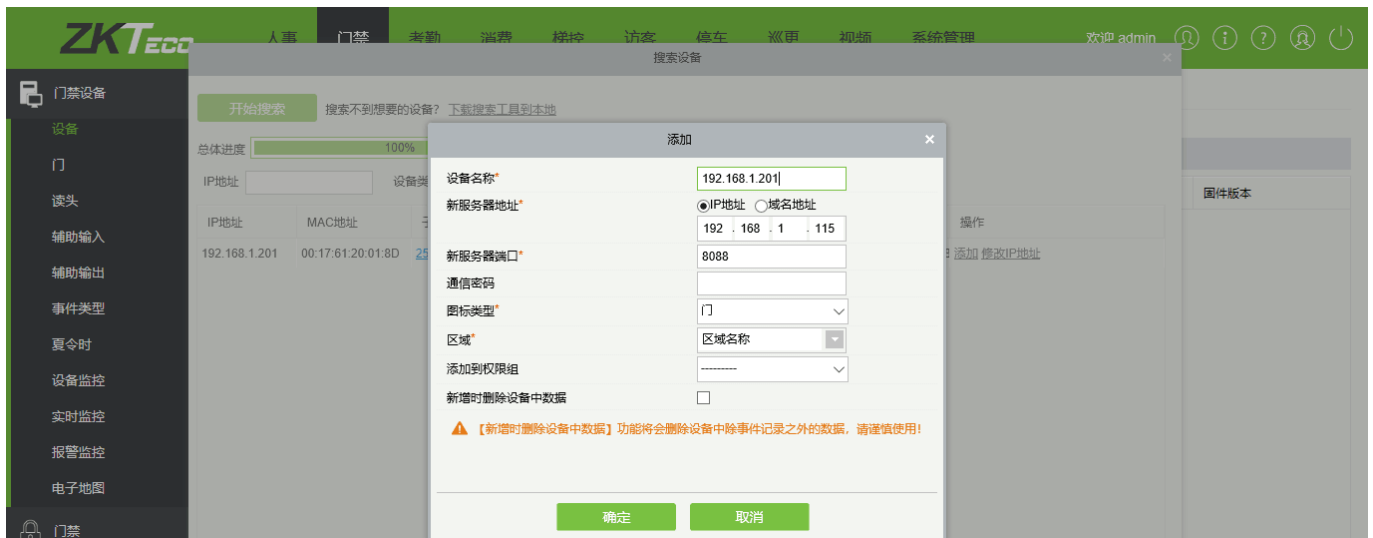 ZKTECO
人事 门禁 考勤 消费 梯控 访客 停车 巡更 视频 系统管理 欢迎 admin
搜索设备 ×
门禁设备
设备
门
读头
辅助输入
辅助输出
事件类型
夏令时
设备监控
实时监控
报警监控
电子地图
门禁
开始搜索 搜索不到想要的设备? 下载搜索工具到本地
总体进度 100%
IP地址 设备类
IP地址 MAC地址 操作 固件版本
192.168.1.201 00:17:61:20:01:8D 25 添加 修改IP地址
添加 ×
设备名称* 192.168.1.201
新服务器地址* IP地址 域名地址
192 . 168 . 1 . 115
新服务器端口* 8088
通信密码
图标类型* 门
区域* 区域名称
添加到权限组 ---------
新增时删除设备中数据
【新增时删除设备中数据】功能将会删除设备中除事件记录之外的数据，请谨慎使用!
确定 取消